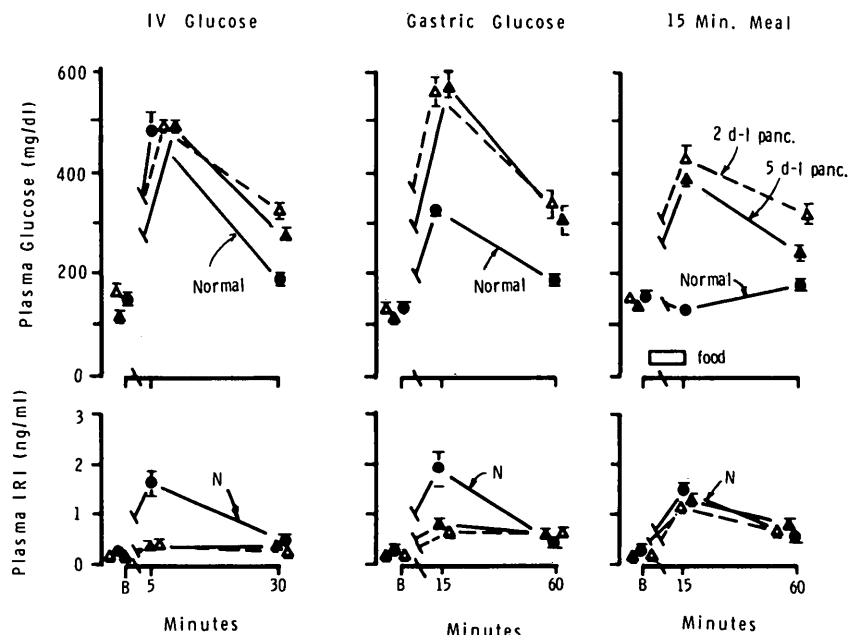 IV Glucose
Gastric Glucose
15 Min. Meal
Plasma Glucose (mg/dl)
600
400
200
0
Normal
Normal
2 d-l panc.
5 d-l panc.
Normal
food
Plasma IRI (ng/ml)
3
2
1
0
N
N
N
B 5 30
B 15 60
B 15 60
Minutes
Minutes
Minutes